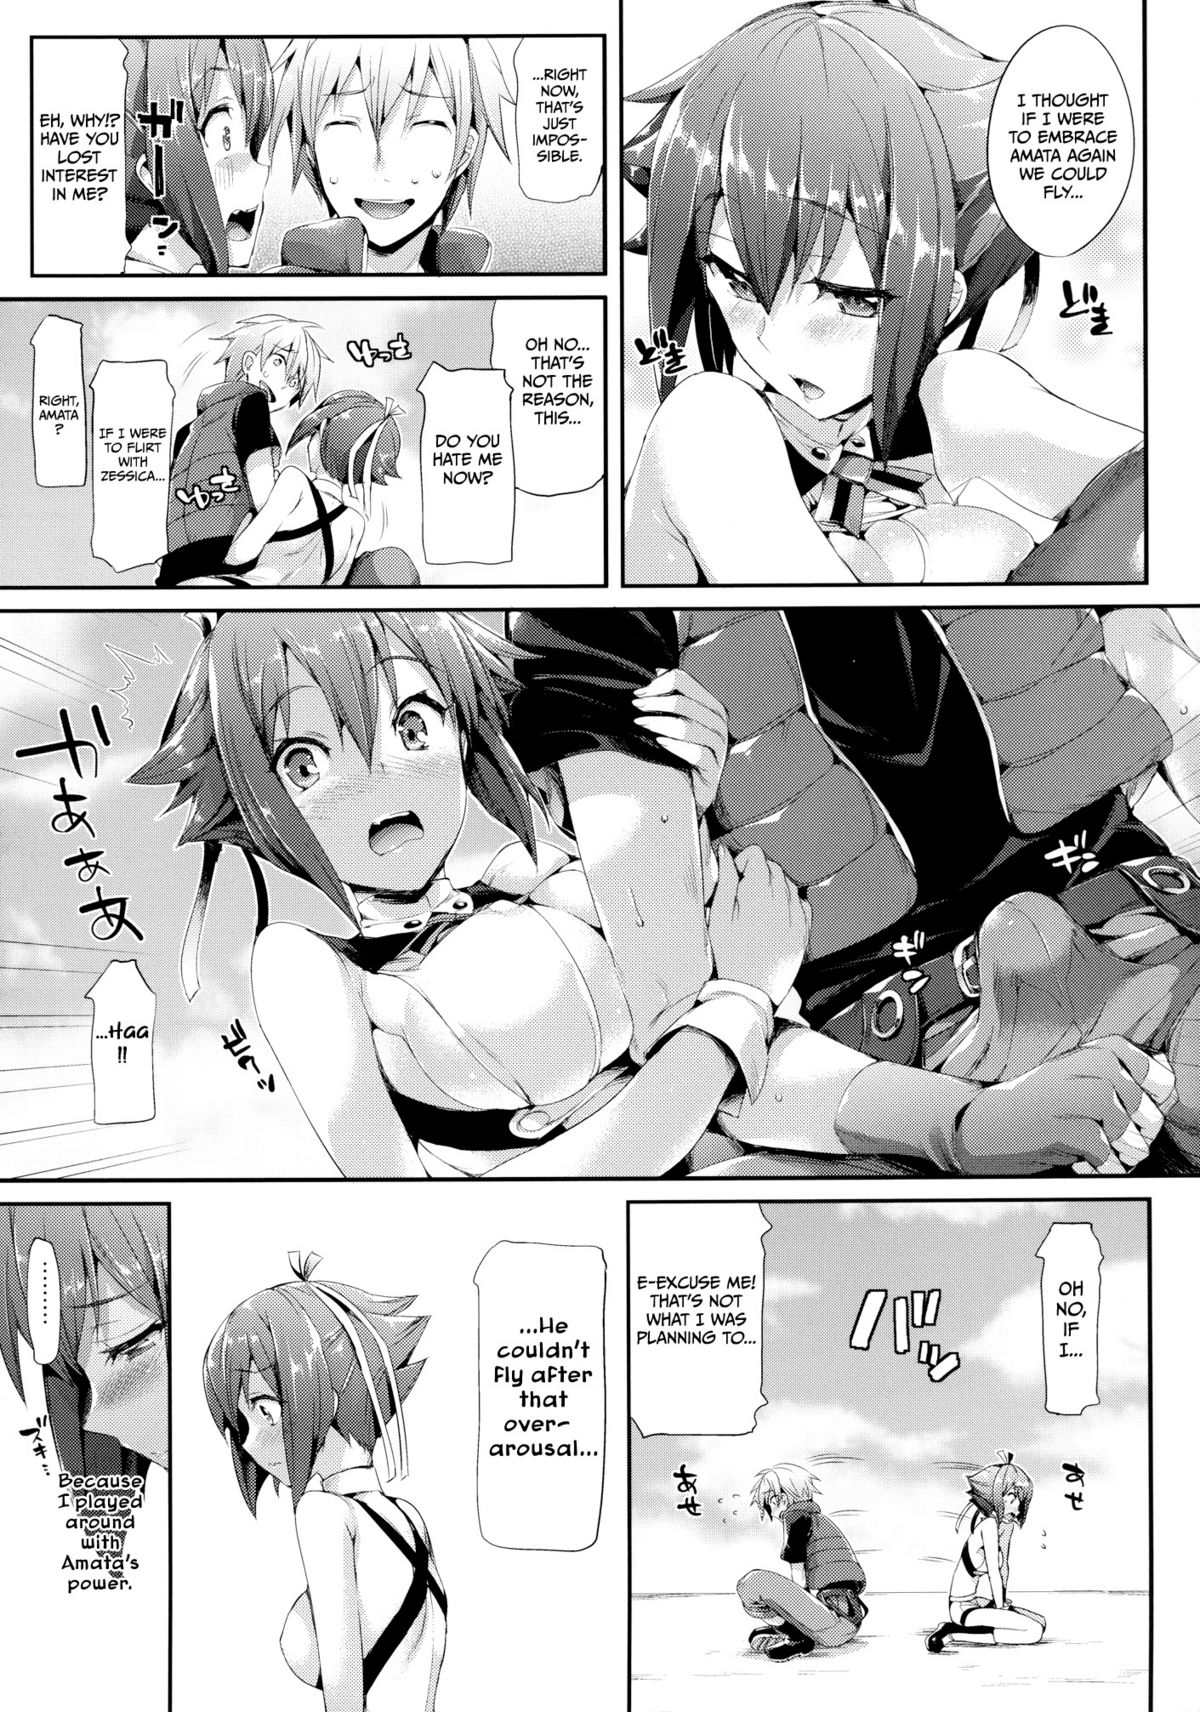 I THOUGHT
IF I WERE
TO EMBRACE
AMATA AGAIN
WE COULD
FLY...
どき
どき
...RIGHT
NOW,
THAT'S
JUST
IMPOS-
SIBLE.
EH, WHY!?
HAVE YOU
LOST
INTEREST
IN ME?
ガーン
OH NO...
THAT'S
NOT THE
REASON,
THIS...
DO YOU
HATE ME
NOW?
ゆっさ
ゆっさ
IF I WERE
TO FLIRT
WITH
ZESSICA...
RIGHT,
AMATA
?
ギン
ギン
かあぁぁ
...Haa
!!
OH
NO, IF
I...
E-EXCUSE ME!
THAT'S NOT
WHAT I WAS
PLANNING TO...
バババッ
あせ
あせ
...He
couldn't
fly after
that
over-
arousal...
.........
ズキ...
Because
I played
around
with
Amata's
power.